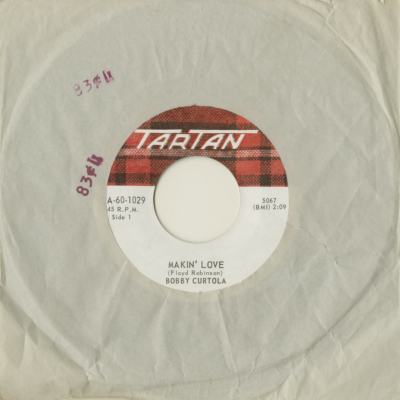 83¢
83¢
TARTAN
A-60-1029
45 R.P.M.
Side 1
5067
(BMI) 2:09
MAKIN' LOVE
(Floyd Robinson)
BOBBY CURTOLA